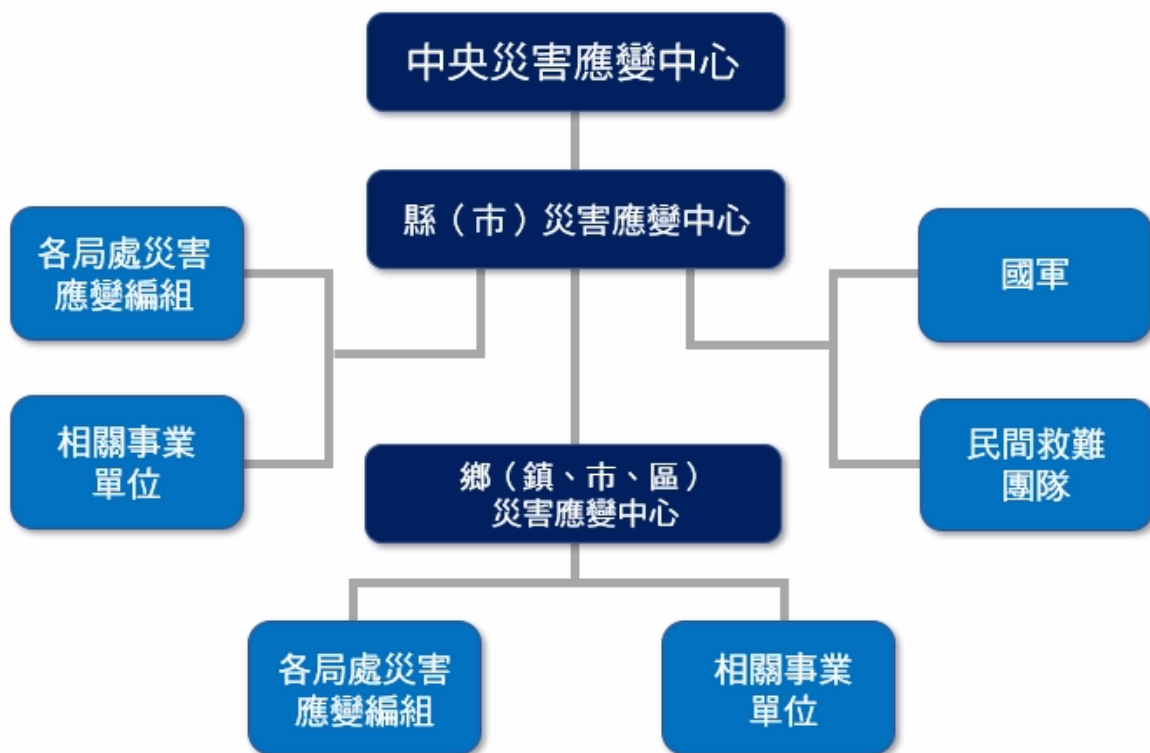 中央災害應變中心
縣（市）災害應變中心
各局處災害
應變編組
相關事業
單位
國軍
民間救難
團隊
鄉（鎮、市、區）
災害應變中心
各局處災害
應變編組
相關事業
單位